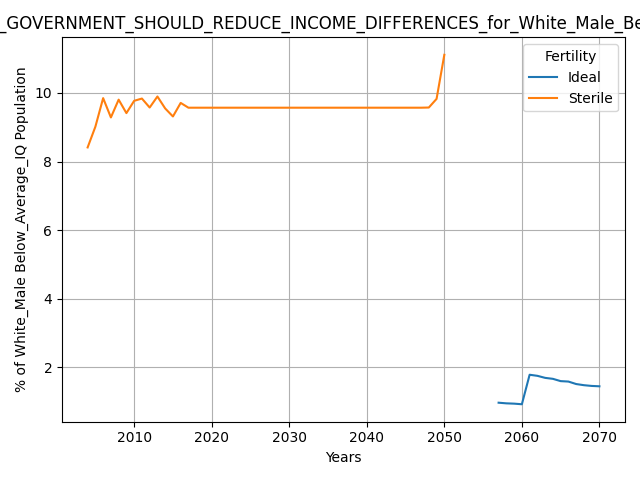 _GOVERNMENT_SHOULD_REDUCE_INCOME_DIFFERENCES_for_White_Male_Be
Fertility
Ideal
Sterile
% of White_Male Below_Average_IQ Population
10
8
6
4
2
2010 2020 2030 2040 2050 2060 2070
Years